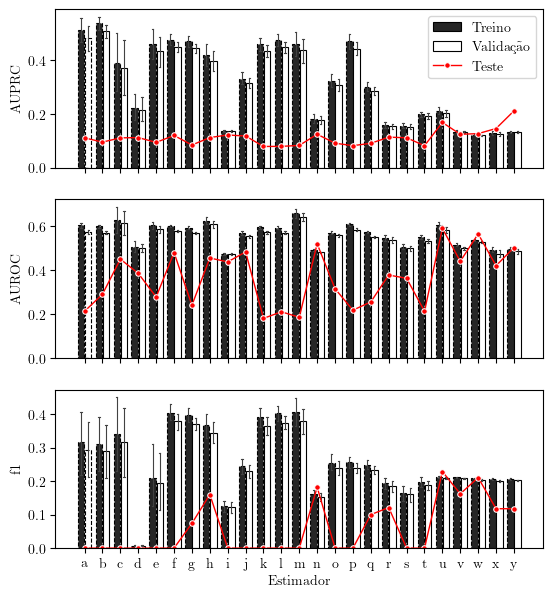 Treino
Validação
Teste
AUPRC
0.4
0.2
0.0
AUROC
0.6
0.4
0.2
0.0
f1
0.4
0.3
0.2
0.1
0.0
a b c d e f g h i j k l m n o p q r s t u v w x y
Estimador